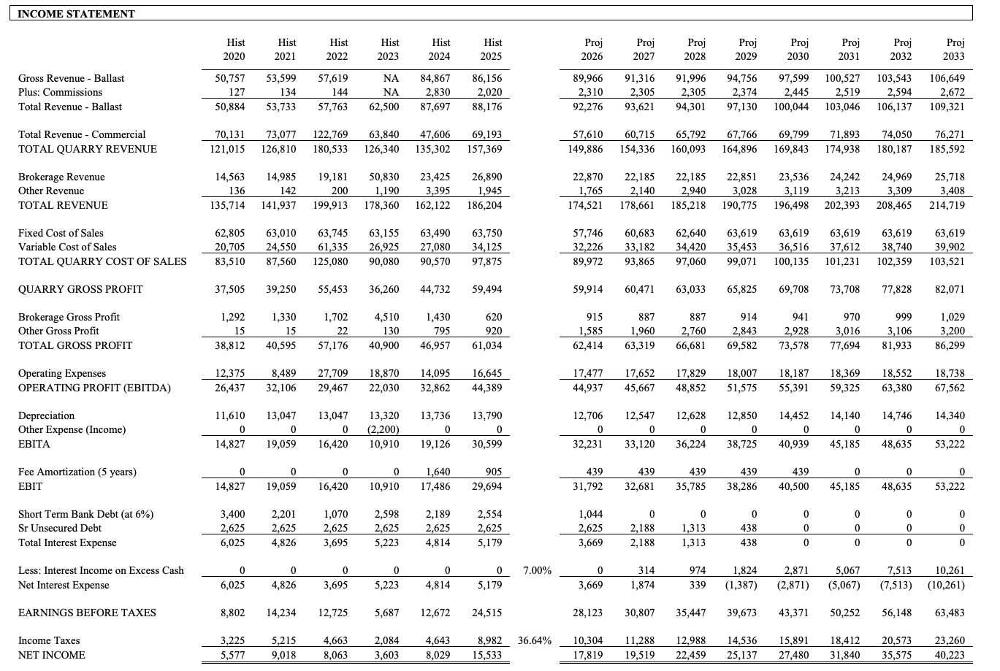 INCOME STATEMENT
Hist Hist Hist Hist Hist Hist Proj Proj Proj Proj Proj Proj Proj Proj
2020 2021 2022 2023 2024 2025 2026 2027 2028 2029 2030 2031 2032 2033
Gross Revenue - Ballast 50,757 53,599 57,619 NA 84,867 86,156 89,966 91,316 91,996 94,756 97,599 100,527 103,543 106,649
Plus: Commissions 127 134 144 NA 2,830 2,020 2,310 2,305 2,305 2,374 2,445 2,519 2,594 2,672
Total Revenue - Ballast 50,884 53,733 57,763 62,500 87,697 88,176 92,276 93,621 94,301 97,130 100,044 103,046 106,137 109,321
Total Revenue - Commercial 70,131 73,077 122,769 63,840 47,606 69,193 57,610 60,715 65,792 67,766 69,799 71,893 74,050 76,271
TOTAL QUARRY REVENUE 121,015 126,810 180,533 126,340 135,302 157,369 149,886 154,336 160,093 164,896 169,843 174,938 180,187 185,592
Brokerage Revenue 14,563 14,985 19,181 50,830 23,425 26,890 22,870 22,185 22,185 22,851 23,536 24,242 24,969 25,718
Other Revenue 136 142 200 1,190 3,395 1,945 1,765 2,140 2,940 3,028 3,119 3,213 3,309 3,408
TOTAL REVENUE 135,714 141,937 199,913 178,360 162,122 186,204 174,521 178,661 185,218 190,775 196,498 202,393 208,465 214,719
Fixed Cost of Sales 62,805 63,010 63,745 63,155 63,490 63,750 57,746 60,683 62,640 63,619 63,619 63,619 63,619 63,619
Variable Cost of Sales 20,705 24,550 61,335 26,925 27,080 34,125 32,226 33,182 34,420 35,453 36,516 37,612 38,740 39,902
TOTAL QUARRY COST OF SALES 83,510 87,560 125,080 90,080 90,570 97,875 89,972 93,865 97,060 99,071 100,135 101,231 102,359 103,521
QUARRY GROSS PROFIT 37,505 39,250 55,453 36,260 44,732 59,494 59,914 60,471 63,033 65,825 69,708 73,708 77,828 82,071
Brokerage Gross Profit 1,292 1,330 1,702 4,510 1,430 620 915 887 887 914 941 970 999 1,029
Other Gross Profit 15 15 22 130 795 920 1,585 1,960 2,760 2,843 2,928 3,016 3,106 3,200
TOTAL GROSS PROFIT 38,812 40,595 57,176 40,900 46,957 61,034 62,414 63,319 66,681 69,582 73,578 77,694 81,933 86,299
Operating Expenses 12,375 8,489 27,709 18,870 14,095 16,645 17,477 17,652 17,829 18,007 18,187 18,369 18,552 18,738
OPERATING PROFIT (EBITDA) 26,437 32,106 29,467 22,030 32,862 44,389 44,937 45,667 48,852 51,575 55,391 59,325 63,380 67,562
Depreciation 11,610 13,047 13,047 13,320 13,736 13,790 12,706 12,547 12,628 12,850 14,452 14,140 14,746 14,340
Other Expense (Income) 0 0 0 (2,200) 0 0 0 0 0 0 0 0 0 0
EBITA 14,827 19,059 16,420 10,910 19,126 30,599 32,231 33,120 36,224 38,725 40,939 45,185 48,635 53,222
Fee Amortization (5 years) 0 0 0 0 1,640 905 439 439 439 439 439 0 0 0
EBIT 14,827 19,059 16,420 10,910 17,486 29,694 31,792 32,681 35,785 38,286 40,500 45,185 48,635 53,222
Short Term Bank Debt (at 6%) 3,400 2,201 1,070 2,598 2,189 2,554 1,044 0 0 0 0 0 0 0
Sr Unsecured Debt 2,625 2,625 2,625 2,625 2,625 2,625 2,625 2,188 1,313 438 0 0 0 0
Total Interest Expense 6,025 4,826 3,695 5,223 4,814 5,179 3,669 2,188 1,313 438 0 0 0 0
Less: Interest Income on Excess Cash 0 0 0 0 0 0 7.00% 0 314 974 1,824 2,871 5,067 7,513 10,261
Net Interest Expense 6,025 4,826 3,695 5,223 4,814 5,179 3,669 1,874 339 (1,387) (2,871) (5,067) (7,513) (10,261)
EARNINGS BEFORE TAXES 8,802 14,234 12,725 5,687 12,672 24,515 28,123 30,807 35,447 39,673 43,371 50,252 56,148 63,483
Income Taxes 3,225 5,215 4,663 2,084 4,643 8,982 36.64% 10,304 11,288 12,988 14,536 15,891 18,412 20,573 23,260
NET INCOME 5,577 9,018 8,063 3,603 8,029 15,533 17,819 19,519 22,459 25,137 27,480 31,840 35,575 40,223